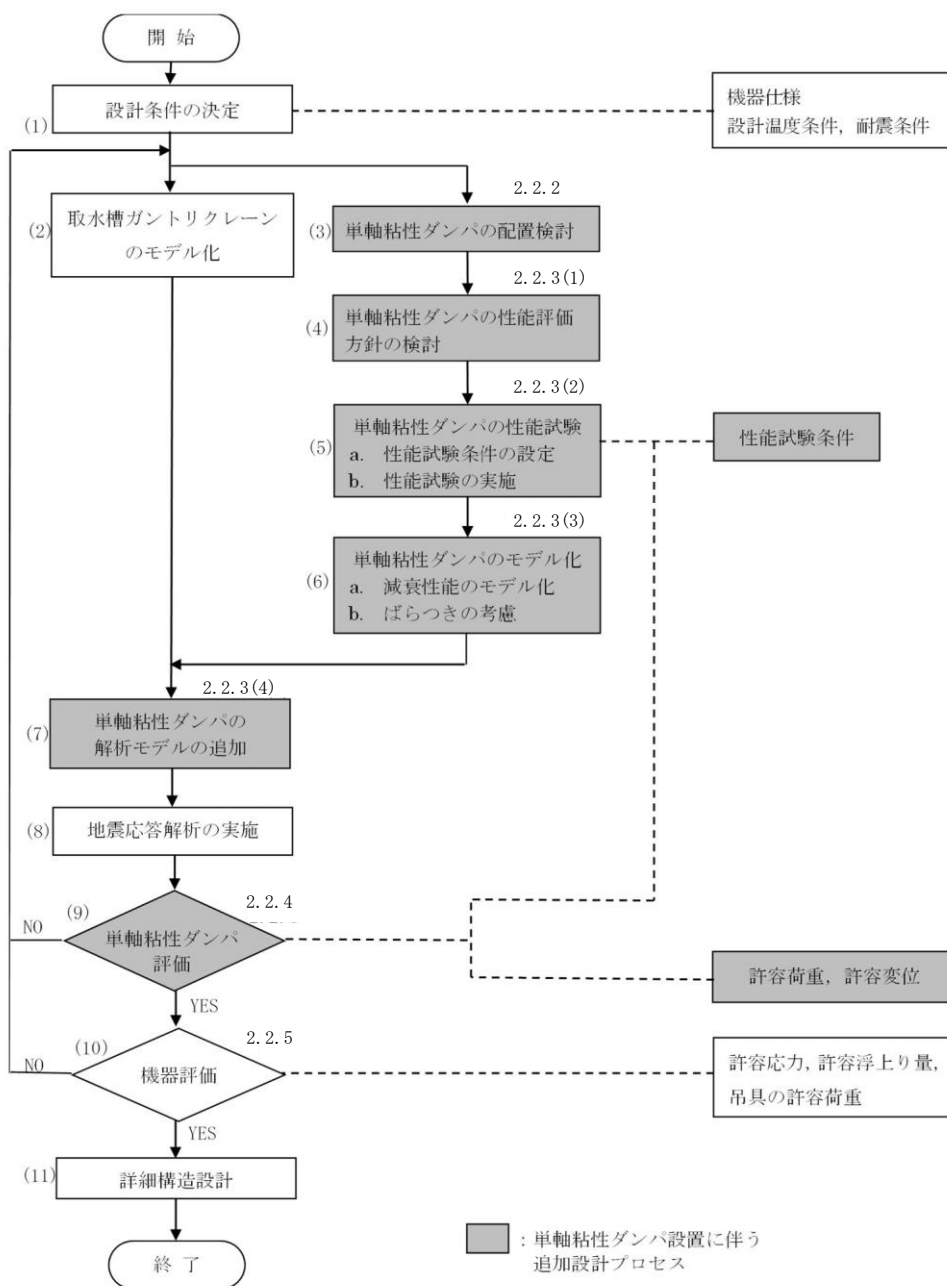 開 始
設計条件の決定
(1)
機器仕様
設計温度条件，耐震条件
2.2.2
(2)
取水槽ガントリクレーン
のモデル化
(3)
単軸粘性ダンパの配置検討
2.2.3(1)
(4)
単軸粘性ダンパの性能評価
方針の検討
2.2.3(2)
(5)
単軸粘性ダンパの性能試験
a. 性能試験条件の設定
b. 性能試験の実施
性能試験条件
2.2.3(3)
(6)
単軸粘性ダンパのモデル化
a. 減衰性能のモデル化
b. ばらつきの考慮
2.2.3(4)
(7)
単軸粘性ダンパの
解析モデルの追加
(8)
地震応答解析の実施
2.2.4
(9)
NO
単軸粘性ダンパ
評価
許容荷重，許容変位
YES
2.2.5
(10)
NO
機器評価
許容応力，許容浮上り量，
吊具の許容荷重
YES
(11)
詳細構造設計
終 了
：単軸粘性ダンパ設置に伴う
追加設計プロセス